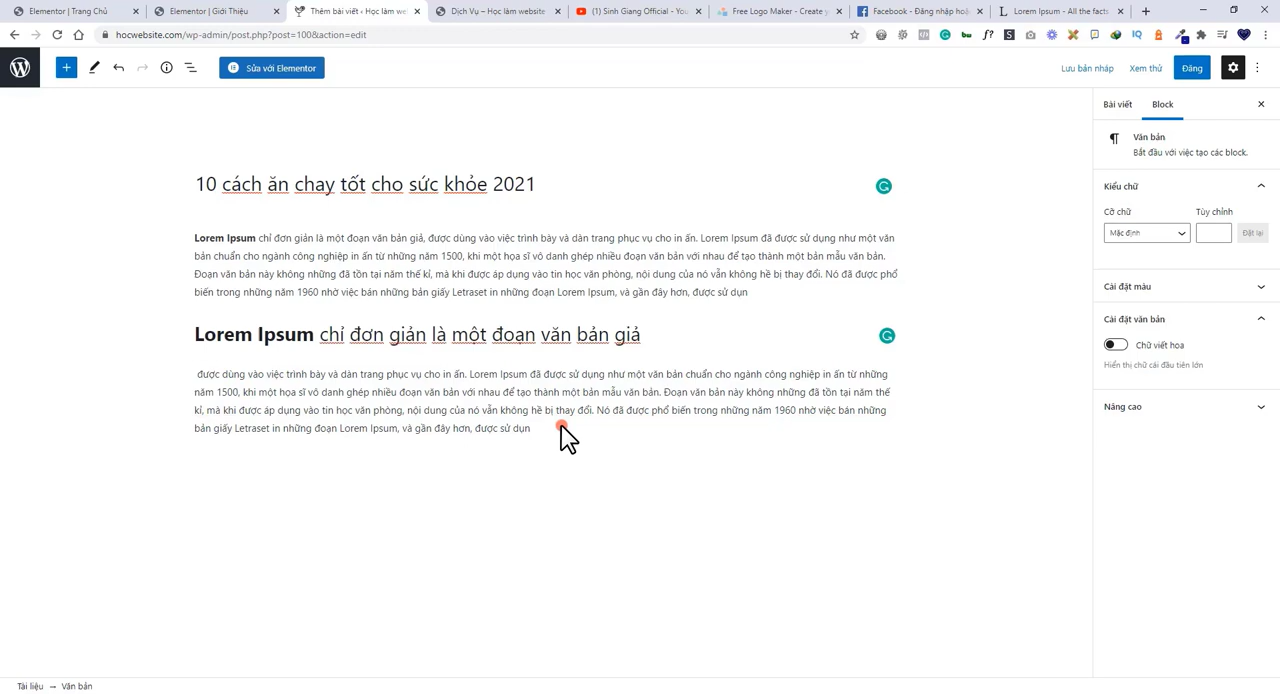 Elementor | Trang Chủ
Elementor | Giới Thiệu
Thêm bài viết ‹ Học làm we
Dịch Vụ – Học làm website
(1) Sinh Giang Official - You
Free Logo Maker - Create y
Facebook - Đăng nhập hoặ
Lorem Ipsum - All the facts
hocwebsite.com/wp-admin/post.php?post=100&action=edit
Sửa với Elementor
Lưu bản nháp
Xem thử
Đăng
Bài viết
Block
Văn bản
Bắt đầu với việc tạo các block.
10 cách ăn chay tốt cho sức khỏe 2021
Kiểu chữ
Cỡ chữ
Tùy chỉnh
Mặc định
Đặt lại
Lorem Ipsum chỉ đơn giản là một đoạn văn bản giả, được dùng vào việc trình bày và dàn trang phục vụ cho in ấn. Lorem Ipsum đã được sử dụng như một văn
bản chuẩn cho ngành công nghiệp in ấn từ những năm 1500, khi một họa sĩ vô danh ghép nhiều đoạn văn bản với nhau để tạo thành một bản mẫu văn bản.
Đoạn văn bản này không những đã tồn tại năm thế kỉ, mà khi được áp dụng vào tin học văn phòng, nội dung của nó vẫn không hề bị thay đổi. Nó đã được phổ
biến trong những năm 1960 nhờ việc bán những bản giấy Letraset in những đoạn Lorem Ipsum, và gần đây hơn, được sử dụn
Cài đặt màu
Lorem Ipsum chỉ đơn giản là một đoạn văn bản giả
Cài đặt văn bản
Chữ viết hoa
Hiển thị chữ cái đầu tiên lớn
được dùng vào việc trình bày và dàn trang phục vụ cho in ấn. Lorem Ipsum đã được sử dụng như một văn bản chuẩn cho ngành công nghiệp in ấn từ những
năm 1500, khi một họa sĩ vô danh ghép nhiều đoạn văn bản với nhau để tạo thành một bản mẫu văn bản. Đoạn văn bản này không những đã tồn tại năm thế
kỉ, mà khi được áp dụng vào tin học văn phòng, nội dung của nó vẫn không hề bị thay đổi. Nó đã được phổ biến trong những năm 1960 nhờ việc bán những
bản giấy Letraset in những đoạn Lorem Ipsum, và gần đây hơn, được sử dụn
Nâng cao
Tài liệu → Văn bản